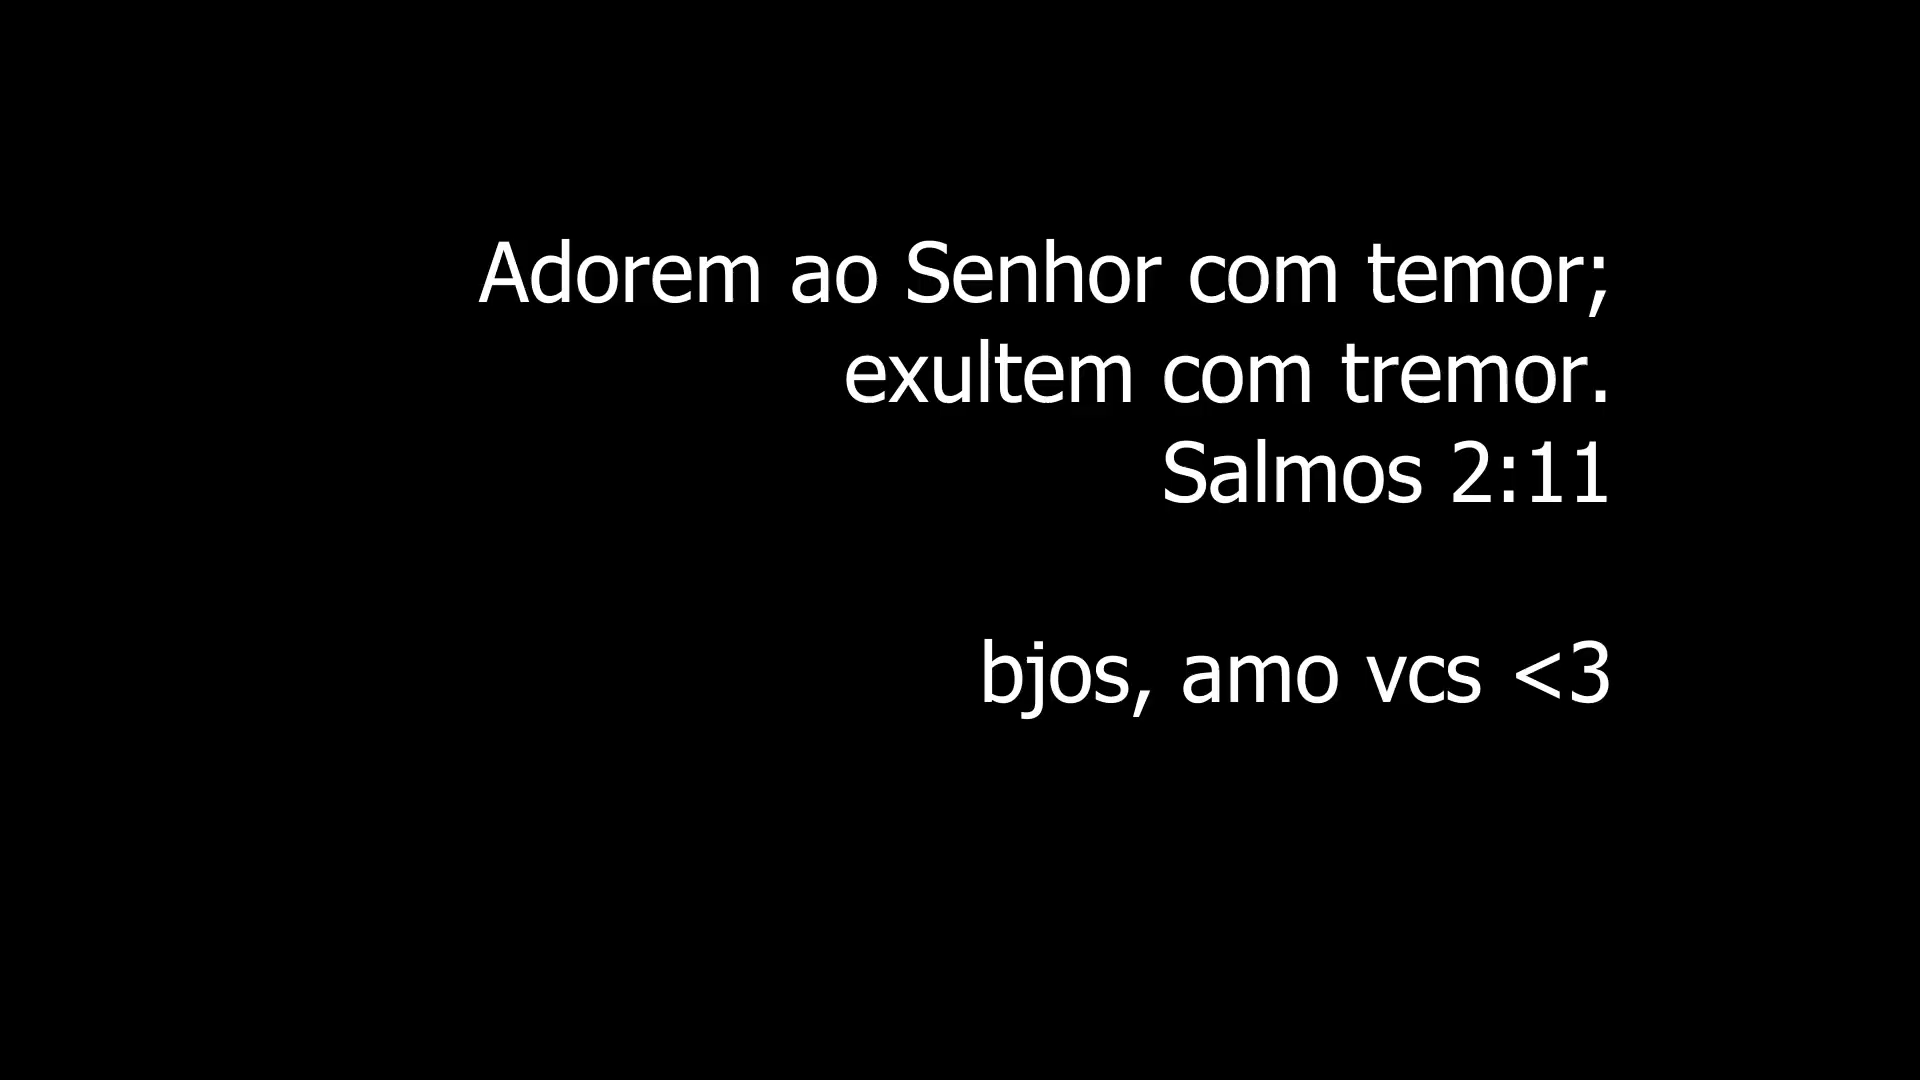 Adorem ao Senhor com temor;
exultem com tremor.
Salmos 2:11
bjos, amo vcs <3